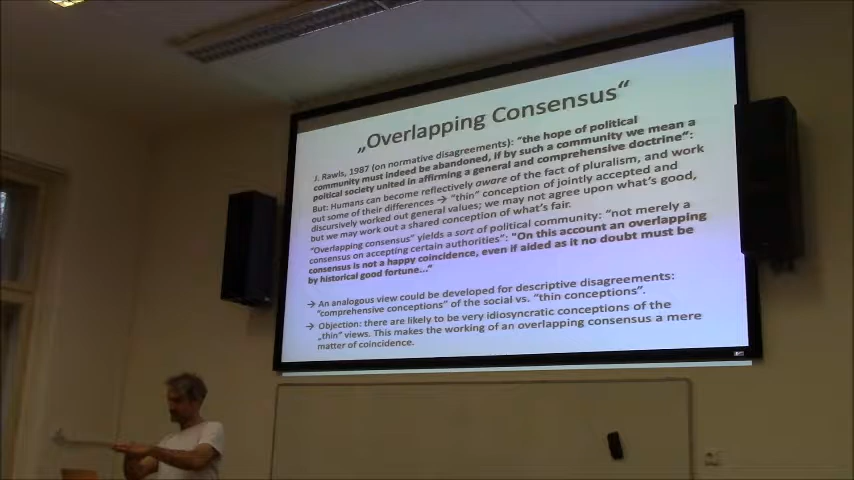 „Overlapping Consensus“
J. Rawls, 1987 (on normative disagreements): “the hope of political
community must indeed be abandoned, if by such a community we mean a
political society united in affirming a general and comprehensive doctrine“:
But: Humans can become reflectively aware of the fact of pluralism, and work
out some of their differences → “thin” conception of jointly accepted and
discursively worked out general values; we may not agree upon what’s good,
but we may work out a shared conception of what’s fair.
“Overlapping Consensus” yields a sort of political community: “not merely a
consensus on accepting certain authorities“: "On this account an overlapping
consensus is not a happy coincidence, even if aided as it no doubt must be
by historical good fortune...“
→ An analogous view could be developed for descriptive disagreements:
“comprehensive conceptions” of the social vs. “thin conceptions“.
→ Objection: there are likely to be very idiosyncratic conceptions of the
„thin“ views. This makes the working of an overlapping consensus a mere
matter of coincidence.